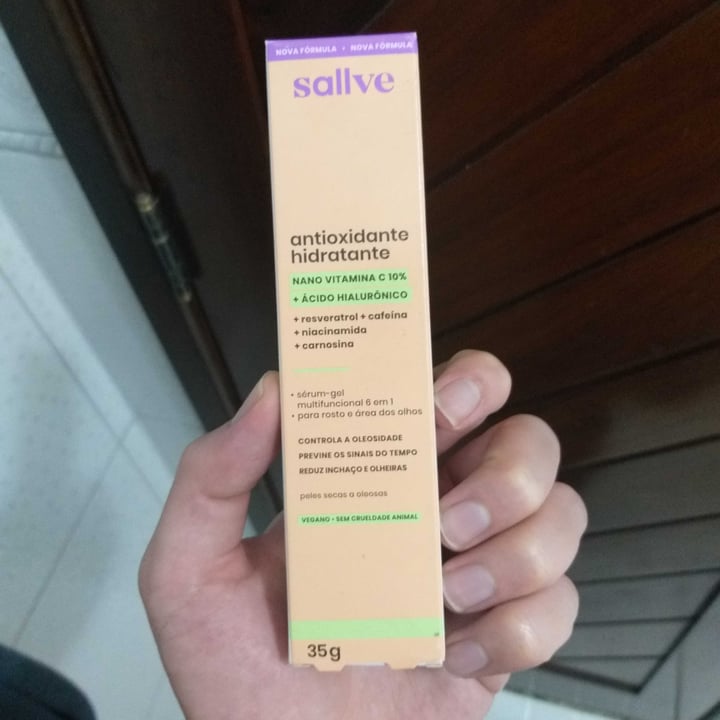 NOVA FÓRMULA • NOVA FÓRMULA
sallve
antioxidante
hidratante
NANO VITAMINA C 10%
+ ÁCIDO HIALURÔNICO
+ resveratrol + cafeína
+ niacinamida
+ carnosina
• sérum-gel
multifuncional 6 em 1
• para rosto e área dos olhos
CONTROLA A OLEOSIDADE
PREVINE OS SINAIS DO TEMPO
REDUZ INCHAÇO E OLHEIRAS
peles secas a oleosas
VEGANO • SEM CRUELDADE ANIMAL
35g